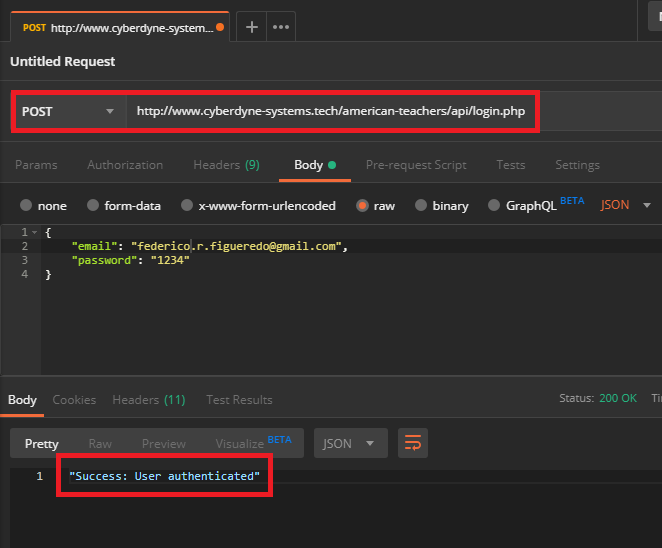 POST http://www.cyberdyne-system... + •••
Untitled Request
POST http://www.cyberdyne-systems.tech/american-teachers/api/login.php
Params Authorization Headers (9) Body Pre-request Script Tests Settings
none form-data x-www-form-urlencoded raw binary GraphQL BETA JSON
1 {
2 "email": "federico.r.figueredo@gmail.com",
3 "password": "1234"
4 }
Body Cookies Headers (11) Test Results Status: 200 OK
Pretty Raw Preview Visualize BETA JSON
1 "Success: User authenticated"